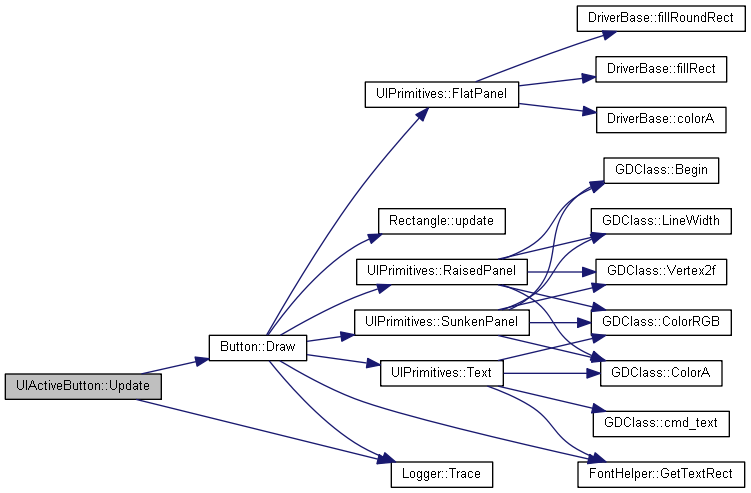 DriverBase::fillRoundRect
DriverBase::fillRect
UIPrimitives::FlatPanel
DriverBase::colorA
GDClass::Begin
Rectangle::update
GDClass::LineWidth
UIPrimitives::RaisedPanel
GDClass::Vertex2f
UIPrimitives::SunkenPanel
GDClass::ColorRGB
Button::Draw
UIActiveButton::Update
UIPrimitives::Text
GDClass::ColorA
GDClass::cmd_text
Logger::Trace
FontHelper::GetTextRect